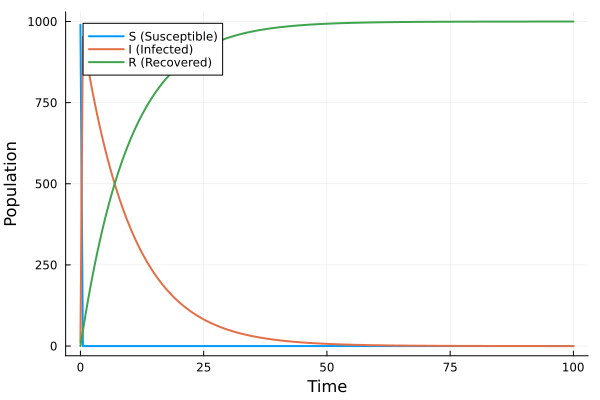 S (Susceptible)
I (Infected)
R (Recovered)
1000
750
500
250
0
Population
0 25 50 75 100
Time